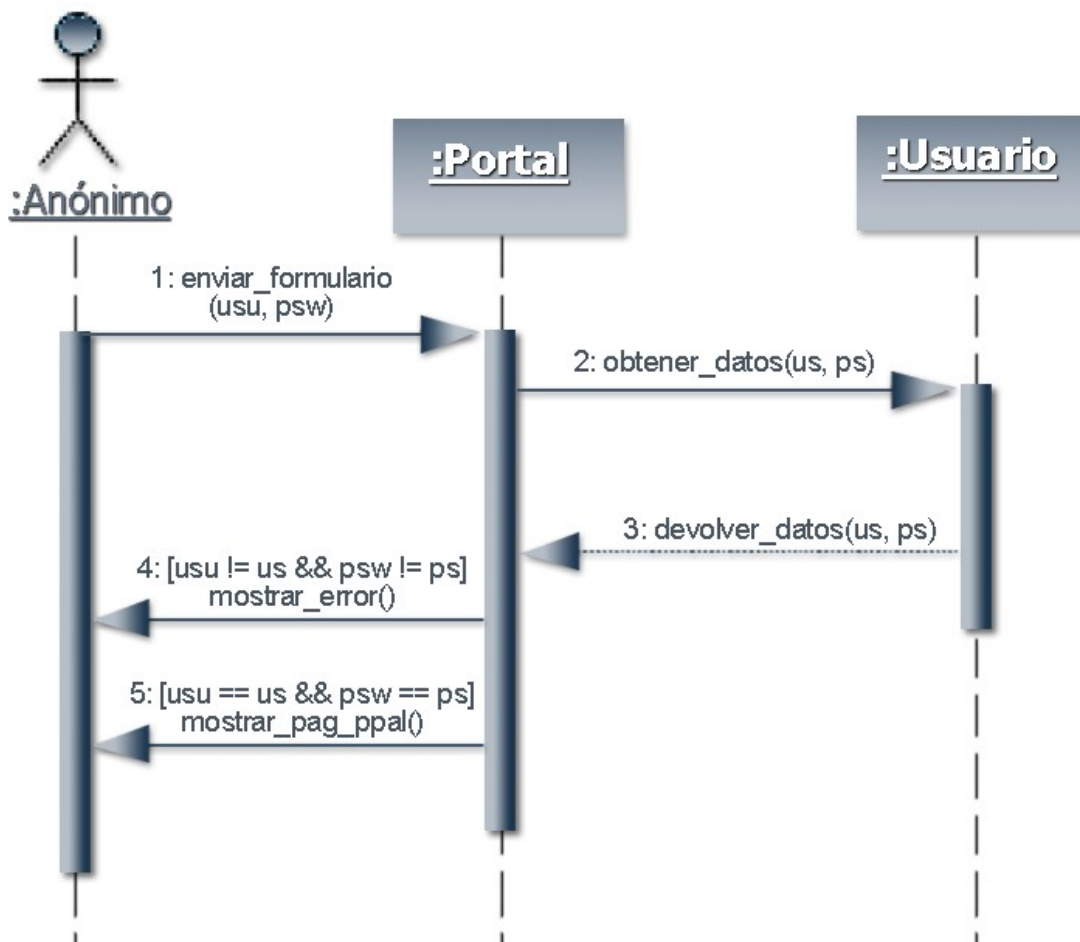 :Anónimo
:Portal
:Usuario
1: enviar_formulario
(usu, psw)
2: obtener_datos(us, ps)
3: devolver_datos(us, ps)
4: [usu != us && psw != ps]
mostrar_error()
5: [usu == us && psw == ps]
mostrar_pag_ppal()